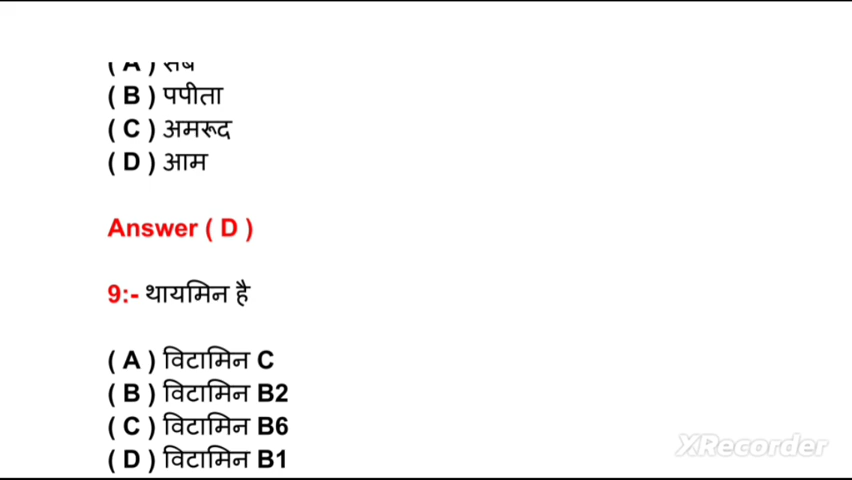 ( A ) सेब
( B ) पपीता
( C ) अमरूद
( D ) आम
Answer ( D )
9:- थायमिन है
( A ) विटामिन C
( B ) विटामिन B2
( C ) विटामिन B6
( D ) विटामिन B1
XRecorder